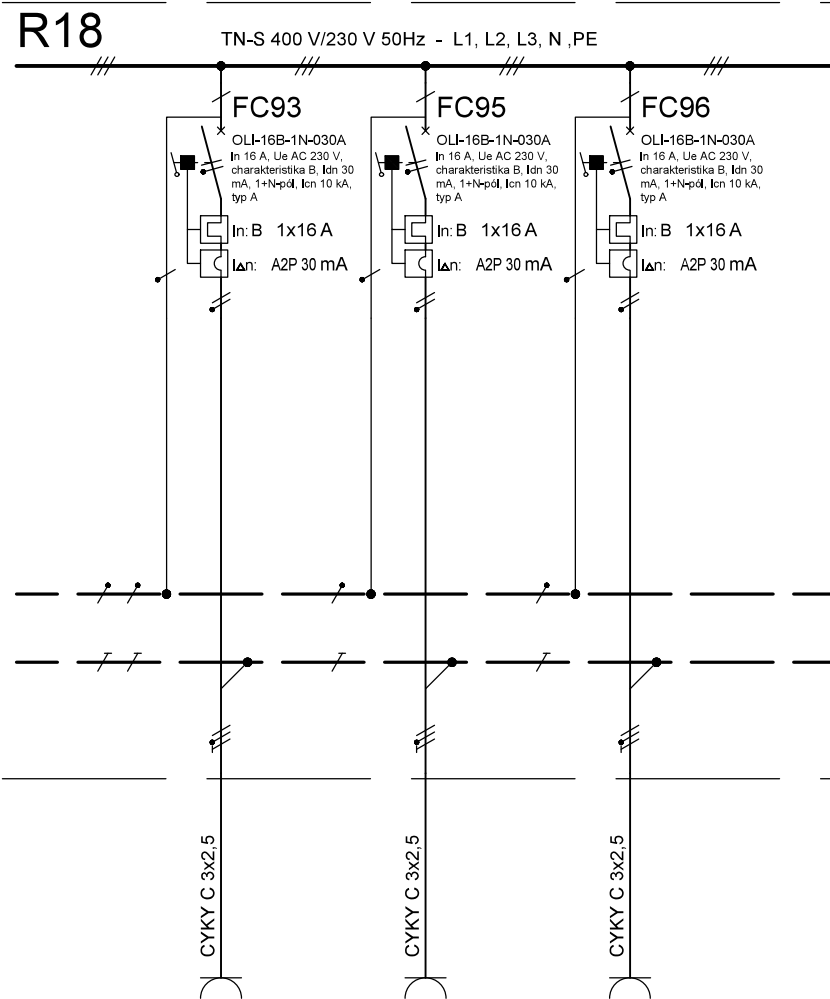 R18
TN-S 400 V/230 V 50Hz - L1, L2, L3, N ,PE
FC93
OLI-16B-1N-030A
In 16 A, Ue AC 230 V,
charakteristika B, Idn 30
mA, 1+N-pól, Icn 10 kA,
typ A
In: B 1x16 A
I∆n: A2P 30 mA
FC95
OLI-16B-1N-030A
In 16 A, Ue AC 230 V,
charakteristika B, Idn 30
mA, 1+N-pól, Icn 10 kA,
typ A
In: B 1x16 A
I∆n: A2P 30 mA
FC96
OLI-16B-1N-030A
In 16 A, Ue AC 230 V,
charakteristika B, Idn 30
mA, 1+N-pól, Icn 10 kA,
typ A
In: B 1x16 A
I∆n: A2P 30 mA
CYKY C 3x2,5
CYKY C 3x2,5
CYKY C 3x2,5